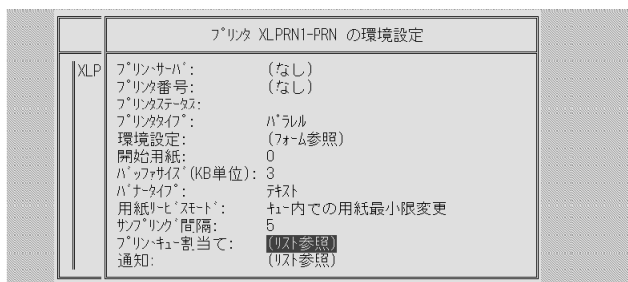 プリンタ XLPRN1-PRN の環境設定
XLP
プリントサーバ: (なし)
プリンタ番号: (なし)
プリンタステータス:
プリンタタイプ: パラレル
環境設定: (フォーム参照)
開始用紙: 0
バッファサイズ(KB単位): 3
バナータイプ: テキスト
用紙サービスモード: キュー内での用紙最小限変更
サンプリング間隔: 5
プリントキュー割当て: (リスト参照)
通知: (リスト参照)